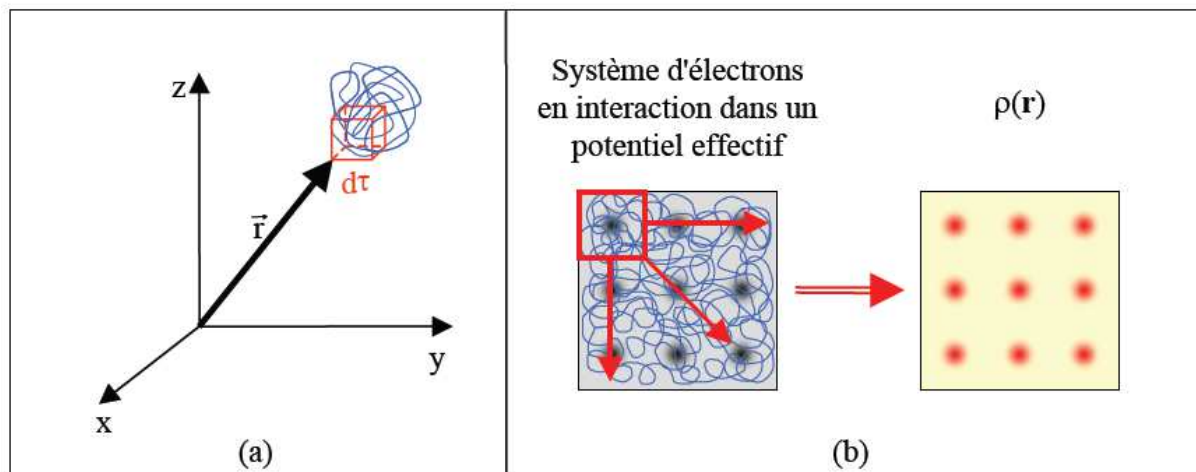 z
dτ
r⃗
y
x
(a)
Système d'électrons
en interaction dans un
potentiel effectif
ρ(r)
(b)